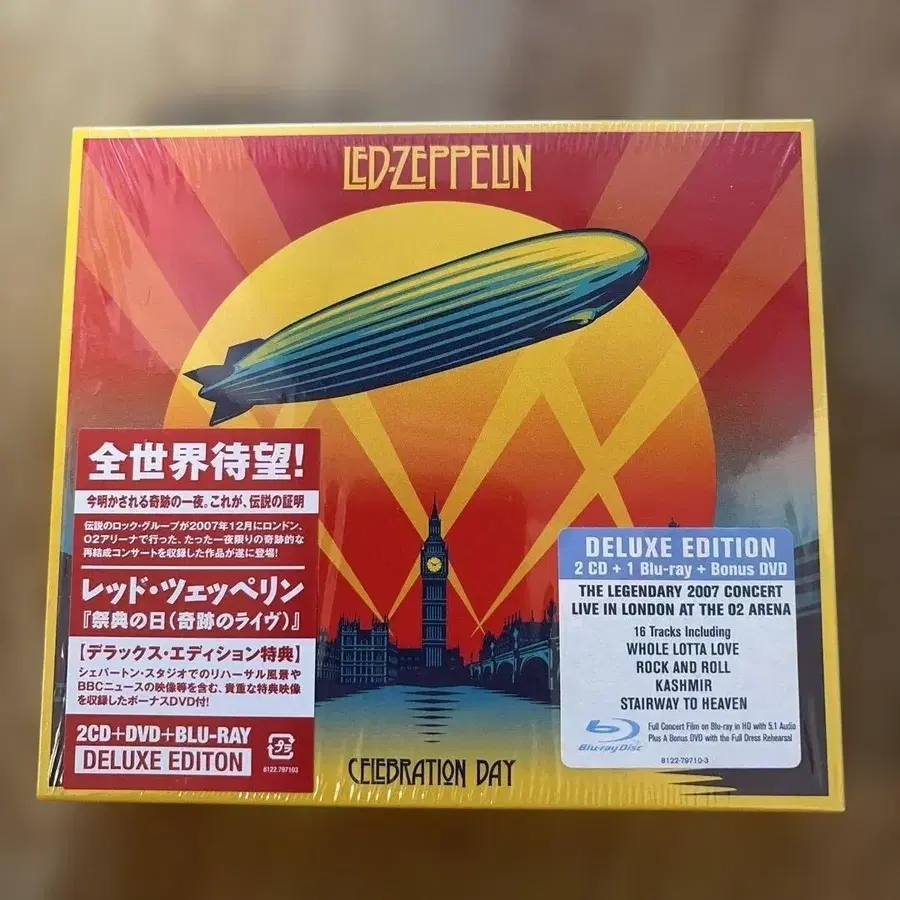 LED-ZEPPELIN
全世界待望!
今明かされる奇跡の一夜。これが、伝説の証明
伝説のロック・グループが2007年12月にロンドン、
O2アリーナで行った、たった一夜限りの奇跡的な
再結成コンサートを収録した作品が遂に登場!
レッド・ツェッペリン
『祭典の日(奇跡のライヴ)』
【デラックス・エディション特典】
シェパートン・スタジオでのリハーサル風景や
BBCニュースの映像等を含む、貴重な特典映像
を収録したボーナスDVD付!
2CD+DVD+BLU-RAY
DELUXE EDITON
プラ
8122.797103
DELUXE EDITION
2 CD + 1 Blu-ray + Bonus DVD
THE LEGENDARY 2007 CONCERT
LIVE IN LONDON AT THE O2 ARENA
16 Tracks Including
WHOLE LOTTA LOVE
ROCK AND ROLL
KASHMIR
STAIRWAY TO HEAVEN
Blu-ray Disc
Full Concert Film on Blu-ray in HD with 5.1 Audio
Plus A Bonus DVD with the Full Dress Rehearsal
8122-79710-3
CELEBRATION DAY